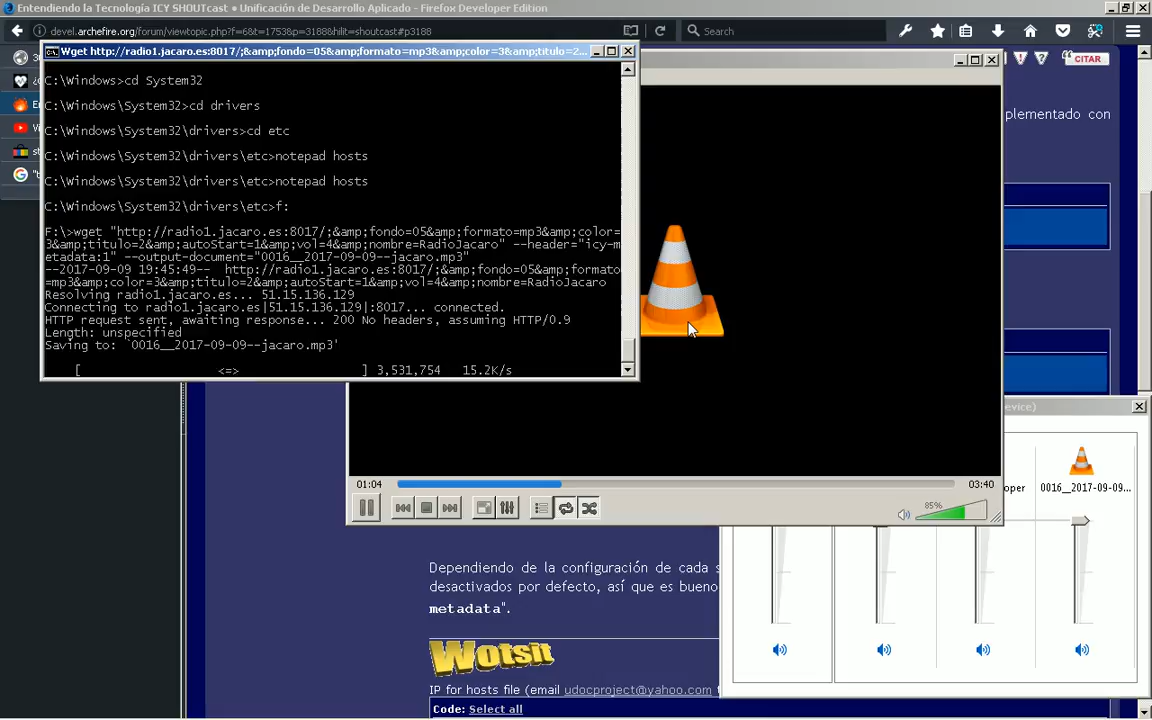 Entendiendo la Tecnología ICY SHOUTcast • Unificación de Desarrollo Aplicado - Firefox Developer Edition
devel.archefire.org/forum/viewtopic.php?f=6&t=1753&p=3188&hilit=shoutcast#p3188
Search
Wget http://radio1.jacaro.es:8017/;&amp;fondo=05&amp;formato=mp3&amp;color=3&amp;titulo=2...
CITAR
C:\Windows>cd System32
C:\Windows\System32>cd drivers
C:\Windows\System32\drivers>cd etc
C:\Windows\System32\drivers\etc>notepad hosts
C:\Windows\System32\drivers\etc>notepad hosts
C:\Windows\System32\drivers\etc>f:
F:\>wget "http://radio1.jacaro.es:8017/;&amp;fondo=05&amp;formato=mp3&amp;color=
3&amp;titulo=2&amp;autoStart=1&amp;vol=4&amp;nombre=RadioJacaro" --header="icy-m
etadata:1" --output-document="0016__2017-09-09--jacaro.mp3"
--2017-09-09 19:45:49-- http://radio1.jacaro.es:8017/;&amp;fondo=05&amp;formato
=mp3&amp;color=3&amp;titulo=2&amp;autoStart=1&amp;vol=4&amp;nombre=RadioJacaro
Resolving radio1.jacaro.es... 51.15.136.129
Connecting to radio1.jacaro.es|51.15.136.129|:8017... connected.
HTTP request sent, awaiting response... 200 No headers, assuming HTTP/0.9
Length: unspecified
Saving to: `0016__2017-09-09--jacaro.mp3'
[ <=> ] 3,531,754 15.2K/s
plementado con
01:04
03:40
85%
evice)
oper
0016__2017-09-09...
Dependiendo de la configuración de cada s
desactivados por defecto, así que es bueno
metadata".
Wotsit
IP for hosts file (email udocproject@yahoo.com t
Code: Select all